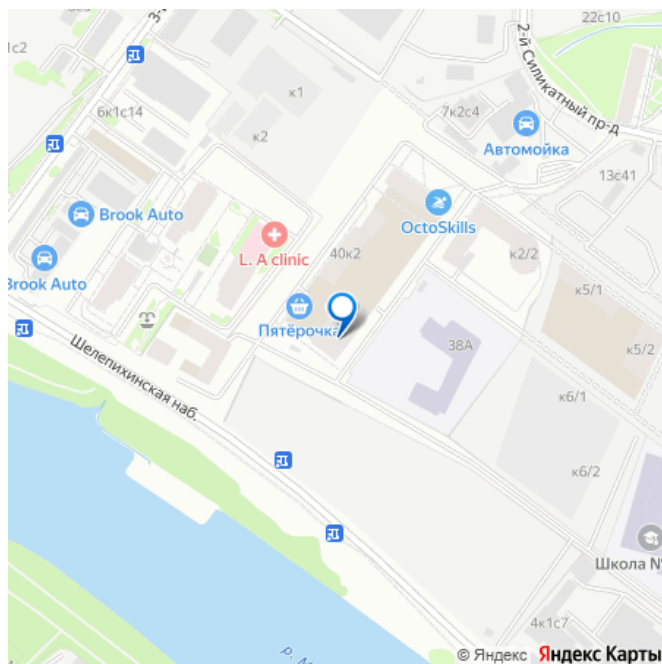 22с10
2-й Силикатный пр-д
1с2
к1
6к1с14
7к2с4
к2
Автомойка
13с41
Brook Auto
OctoSkills
L. A clinic
40к2
к2/2
Brook Auto
к5/1
Пятёрочка
Шелепихинская наб.
38А
к5/2
к6/1
к6/2
Школа №
4к1с7
р. М
© Яндекс Яндекс Карты